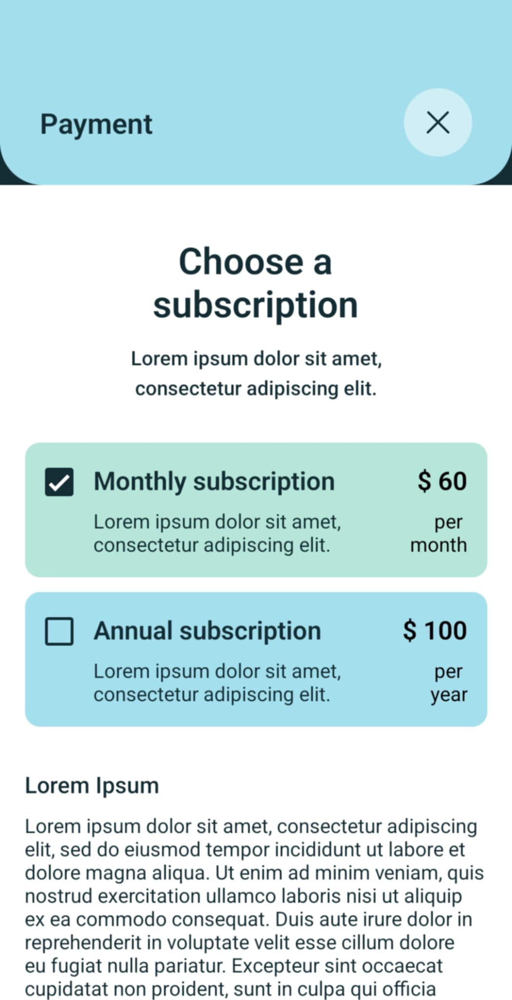 Payment
Choose a
subscription
Lorem ipsum dolor sit amet,
consectetur adipiscing elit.
Monthly subscription
$ 60
Lorem ipsum dolor sit amet,
consectetur adipiscing elit.
per
month
Annual subscription
$ 100
Lorem ipsum dolor sit amet,
consectetur adipiscing elit.
per
year
Lorem Ipsum
Lorem ipsum dolor sit amet, consectetur adipiscing
elit, sed do eiusmod tempor incididunt ut labore et
dolore magna aliqua. Ut enim ad minim veniam, quis
nostrud exercitation ullamco laboris nisi ut aliquip
ex ea commodo consequat. Duis aute irure dolor in
reprehenderit in voluptate velit esse cillum dolore
eu fugiat nulla pariatur. Excepteur sint occaecat
cupidatat non proident, sunt in culpa qui officia